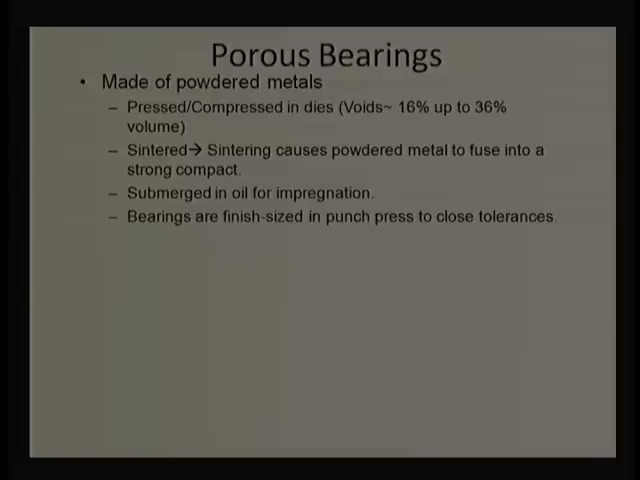 Porous Bearings
• Made of powdered metals
– Pressed/Compressed in dies (Voids~ 16% up to 36%
volume)
– Sintered→ Sintering causes powdered metal to fuse into a
strong compact.
– Submerged in oil for impregnation.
– Bearings are finish-sized in punch press to close tolerances.